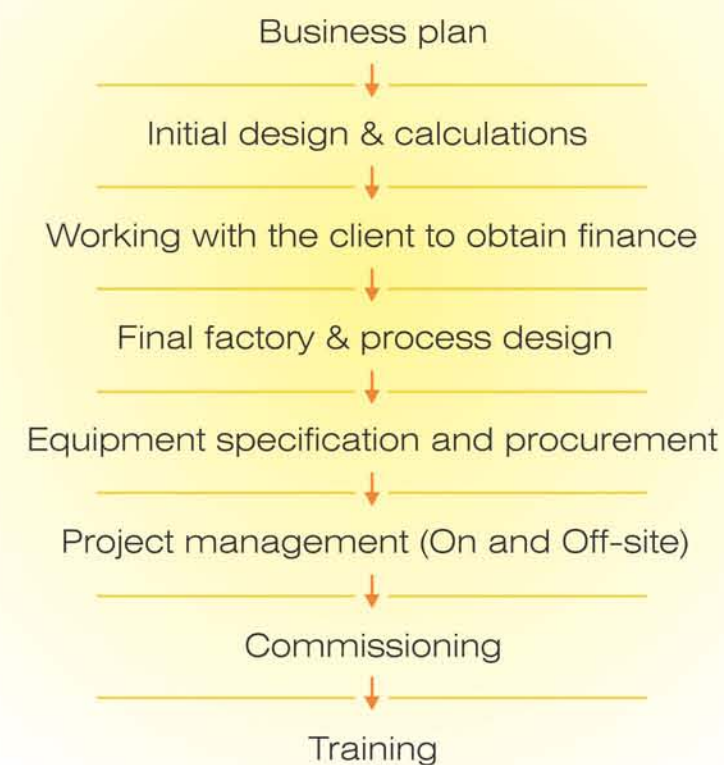 Business plan
Initial design & calculations
Working with the client to obtain finance
Final factory & process design
Equipment specification and procurement
Project management (On and Off-site)
Commissioning
Training